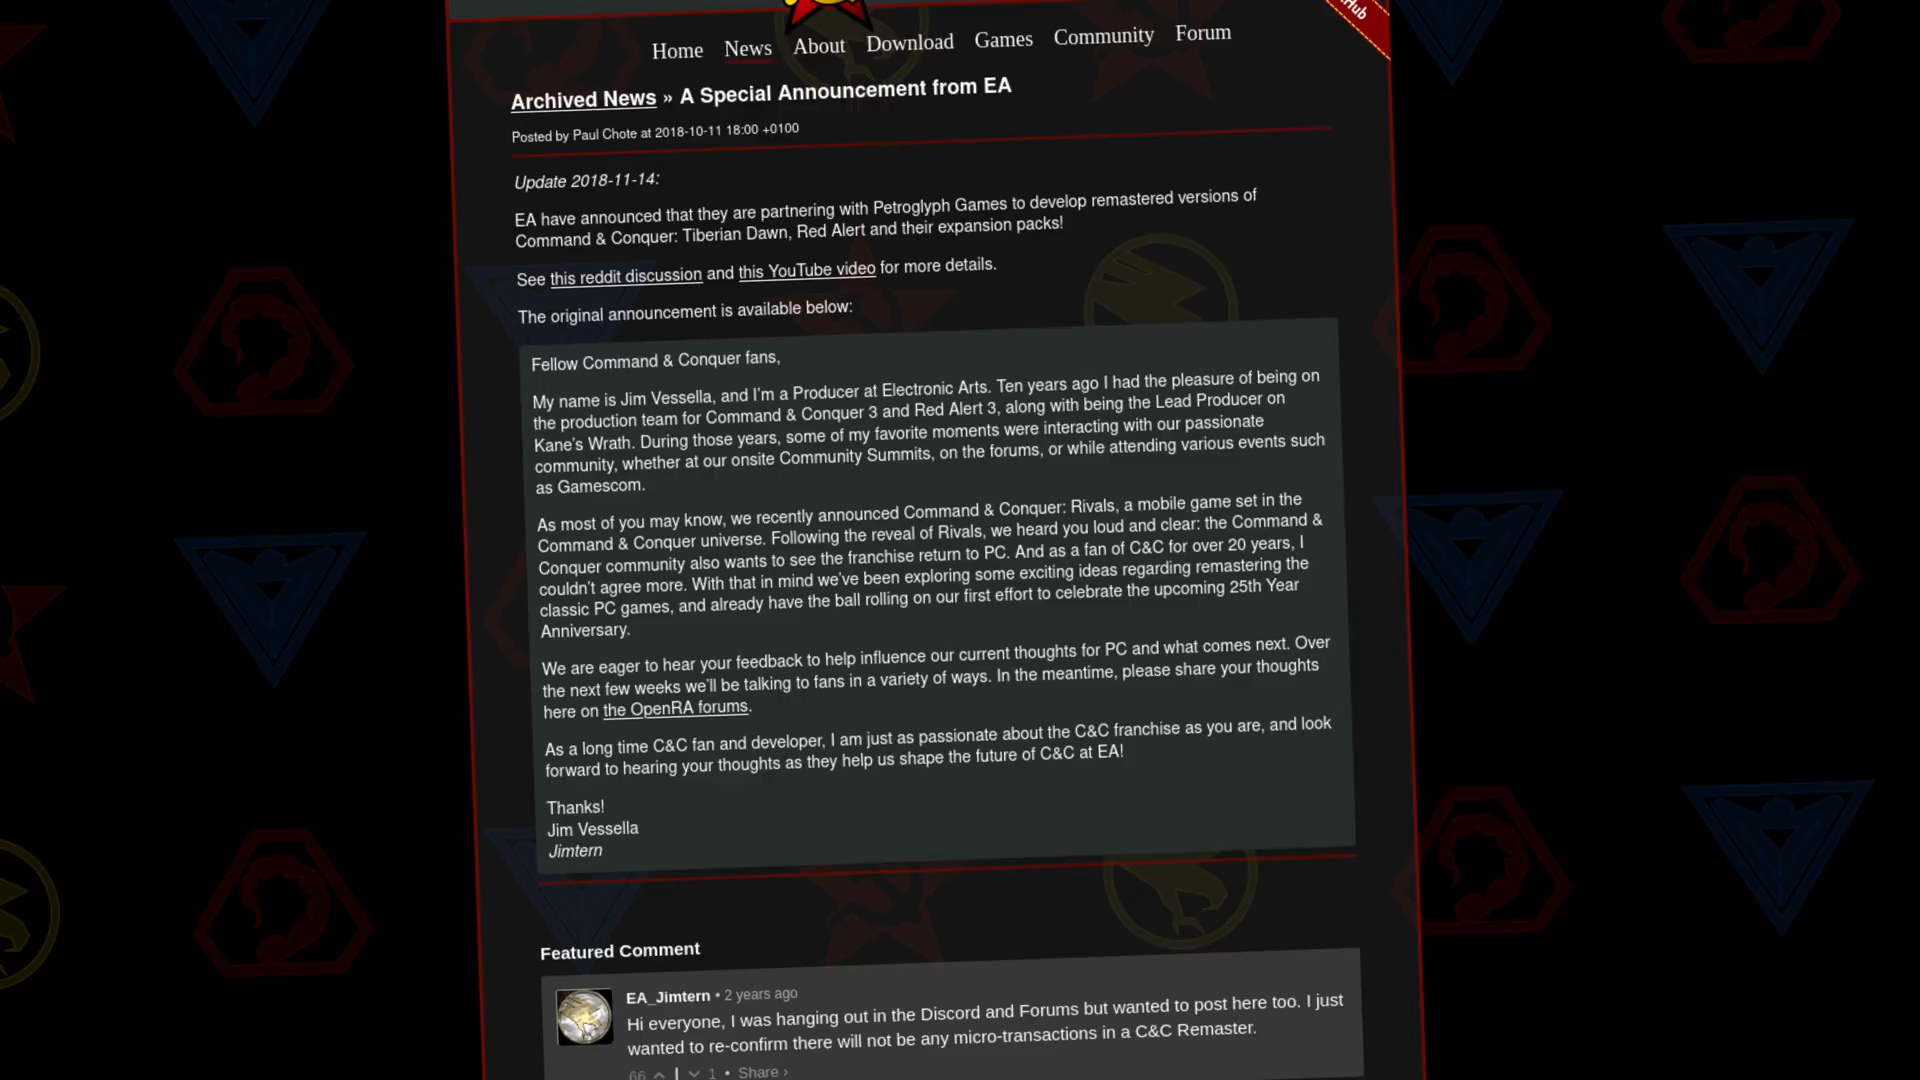 Hub
Home News About Download Games Community Forum
Archived News » A Special Announcement from EA
Posted by Paul Chote at 2018-10-11 18:00 +0100
Update 2018-11-14:
EA have announced that they are partnering with Petroglyph Games to develop remastered versions of
Command & Conquer: Tiberian Dawn, Red Alert and their expansion packs!
See this reddit discussion and this YouTube video for more details.
The original announcement is available below:
Fellow Command & Conquer fans,
My name is Jim Vessella, and I'm a Producer at Electronic Arts. Ten years ago I had the pleasure of being on
the production team for Command & Conquer 3 and Red Alert 3, along with being the Lead Producer on
Kane's Wrath. During those years, some of my favorite moments were interacting with our passionate
community, whether at our onsite Community Summits, on the forums, or while attending various events such
as Gamescom.
As most of you may know, we recently announced Command & Conquer: Rivals, a mobile game set in the
Command & Conquer universe. Following the reveal of Rivals, we heard you loud and clear: the Command &
Conquer community also wants to see the franchise return to PC. And as a fan of C&C for over 20 years, I
couldn't agree more. With that in mind we've been exploring some exciting ideas regarding remastering the
classic PC games, and already have the ball rolling on our first effort to celebrate the upcoming 25th Year
Anniversary.
We are eager to hear your feedback to help influence our current thoughts for PC and what comes next. Over
the next few weeks we'll be talking to fans in a variety of ways. In the meantime, please share your thoughts
here on the OpenRA forums.
As a long time C&C fan and developer, I am just as passionate about the C&C franchise as you are, and look
forward to hearing your thoughts as they help us shape the future of C&C at EA!
Thanks!
Jim Vessella
Jimtern
Featured Comment
EA_Jimtern • 2 years ago
Hi everyone, I was hanging out in the Discord and Forums but wanted to post here too. I just
wanted to re-confirm there will not be any micro-transactions in a C&C Remaster.
66 | 1 • Share ›